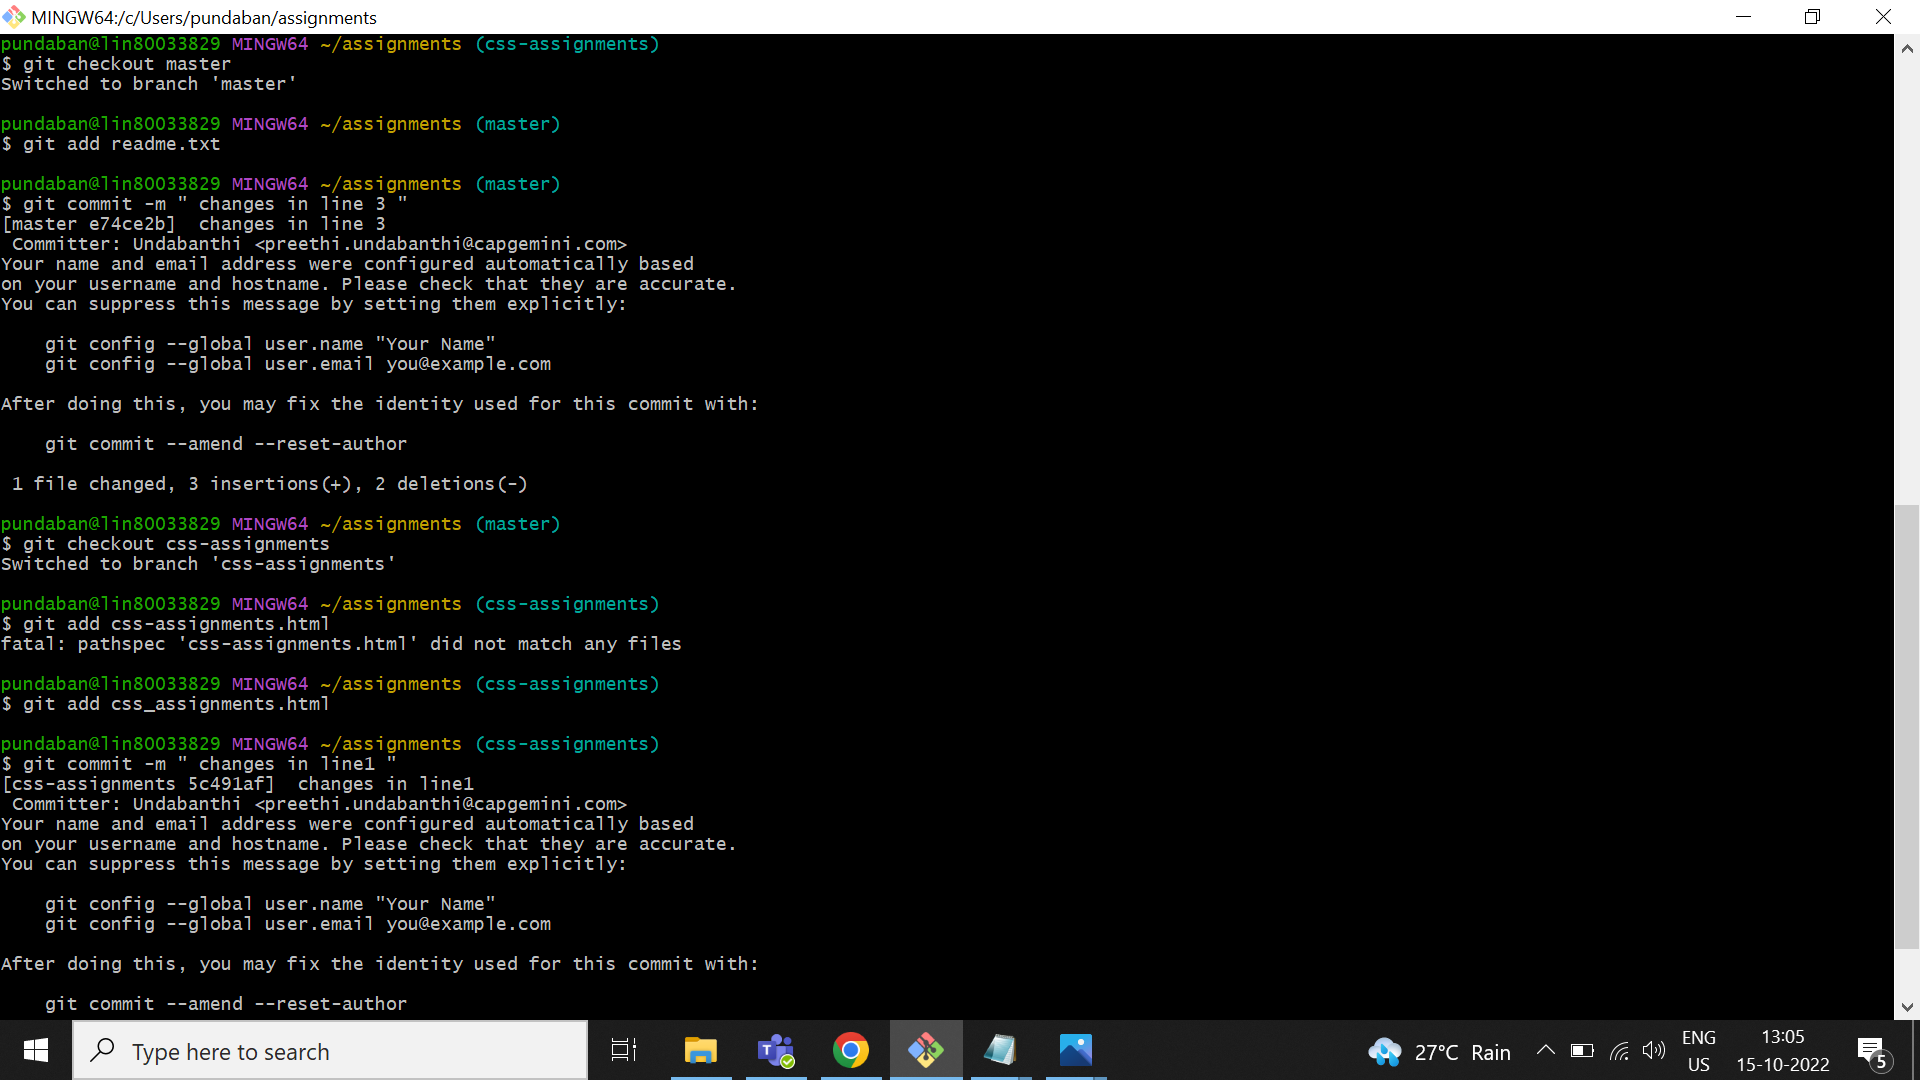 MINGW64:/c/Users/pundaban/assignments
pundaban@lin80033829 MINGW64 ~/assignments (css-assignments)
$ git checkout master
Switched to branch 'master'
pundaban@lin80033829 MINGW64 ~/assignments (master)
$ git add readme.txt
pundaban@lin80033829 MINGW64 ~/assignments (master)
$ git commit -m " changes in line 3 "
[master e74ce2b]  changes in line 3
 Committer: Undabanthi <preethi.undabanthi@capgemini.com>
Your name and email address were configured automatically based
on your username and hostname. Please check that they are accurate.
You can suppress this message by setting them explicitly:
    git config --global user.name "Your Name"
    git config --global user.email you@example.com
After doing this, you may fix the identity used for this commit with:
    git commit --amend --reset-author
 1 file changed, 3 insertions(+), 2 deletions(-)
pundaban@lin80033829 MINGW64 ~/assignments (master)
$ git checkout css-assignments
Switched to branch 'css-assignments'
pundaban@lin80033829 MINGW64 ~/assignments (css-assignments)
$ git add css-assignments.html
fatal: pathspec 'css-assignments.html' did not match any files
pundaban@lin80033829 MINGW64 ~/assignments (css-assignments)
$ git add css_assignments.html
pundaban@lin80033829 MINGW64 ~/assignments (css-assignments)
$ git commit -m " changes in line1 "
[css-assignments 5c491af]  changes in line1
 Committer: Undabanthi <preethi.undabanthi@capgemini.com>
Your name and email address were configured automatically based
on your username and hostname. Please check that they are accurate.
You can suppress this message by setting them explicitly:
    git config --global user.name "Your Name"
    git config --global user.email you@example.com
After doing this, you may fix the identity used for this commit with:
    git commit --amend --reset-author
Type here to search
27°C Rain
ENG
US
13:05
15-10-2022
5